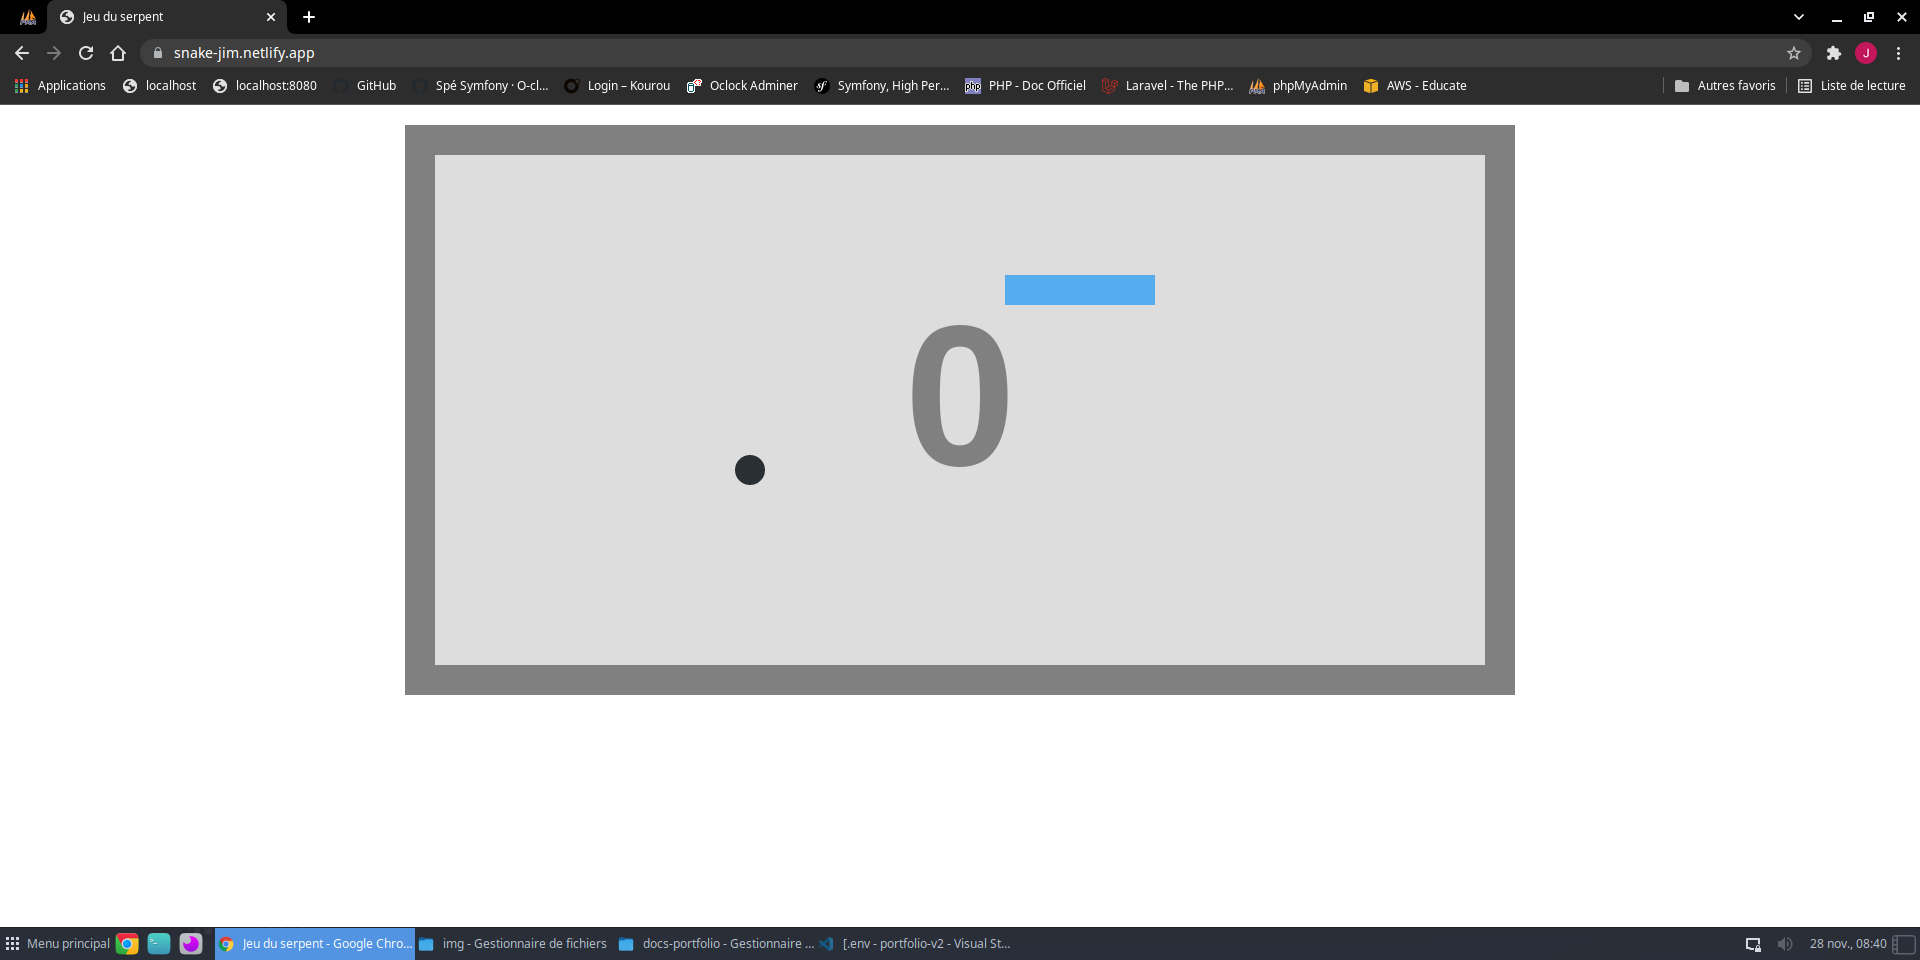 Jeu du serpent
snake-jim.netlify.app
J
Applications localhost localhost:8080 GitHub Spé Symfony · O-cl... Login – Kourou Oclock Adminer Symfony, High Per... php PHP - Doc Officiel Laravel - The PHP... phpMyAdmin AWS - Educate Autres favoris Liste de lecture
0
Menu principal Jeu du serpent - Google Chro... img - Gestionnaire de fichiers docs-portfolio - Gestionnaire ... [.env - portfolio-v2 - Visual St... 28 nov., 08:40